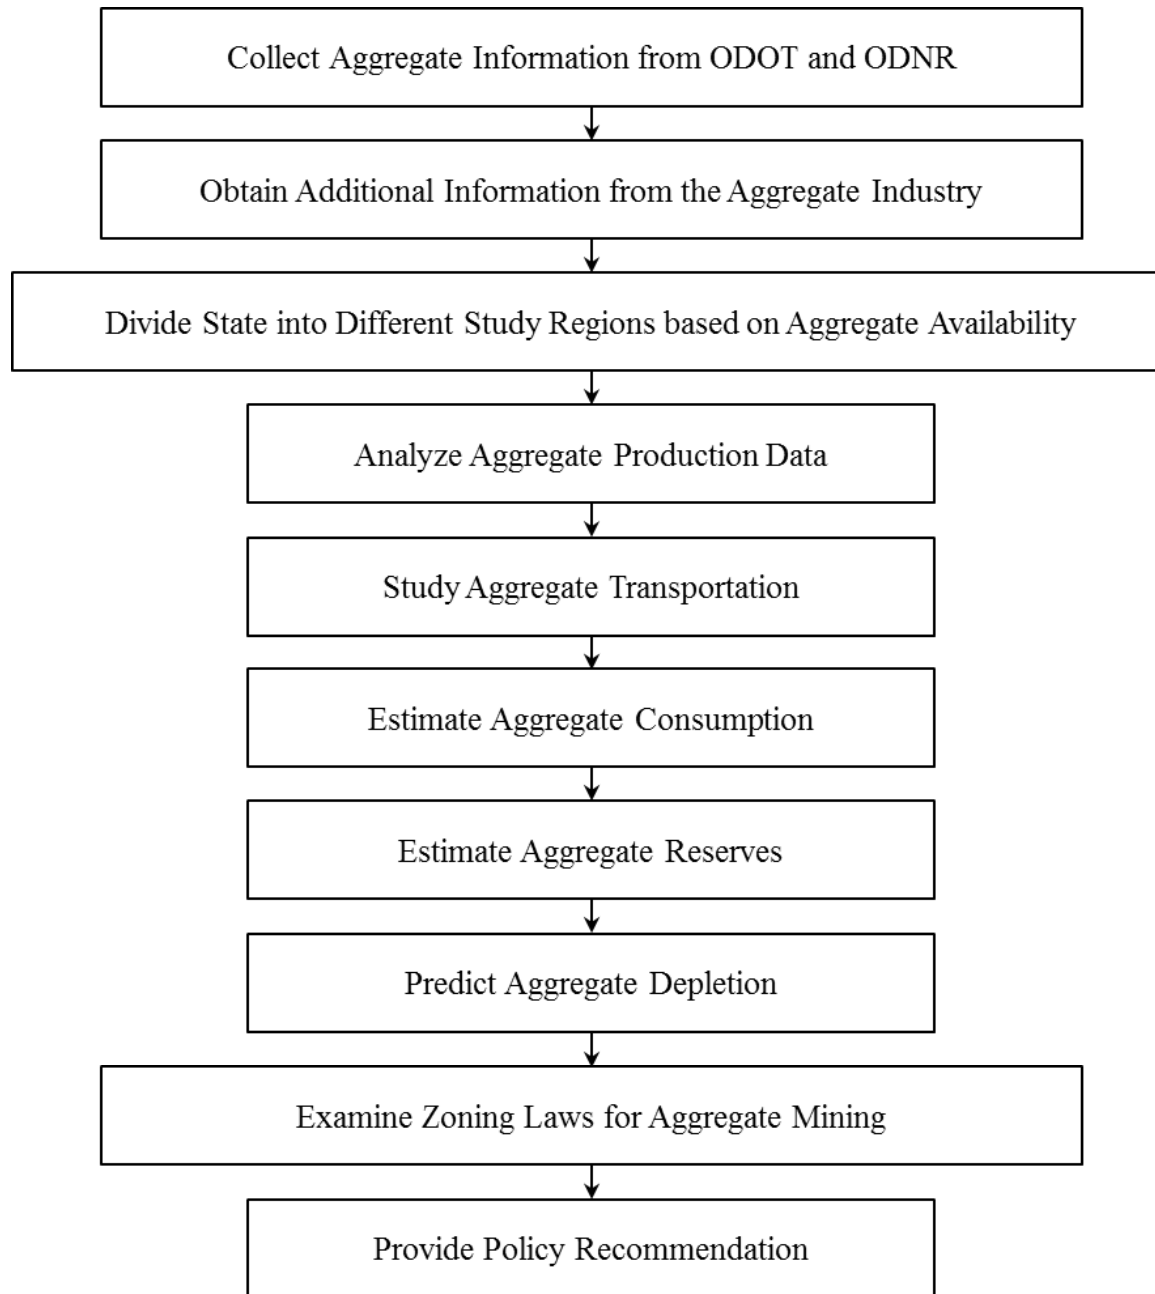 Collect Aggregate Information from ODOT and ODNR
Obtain Additional Information from the Aggregate Industry
Divide State into Different Study Regions based on Aggregate Availability
Analyze Aggregate Production Data
Study Aggregate Transportation
Estimate Aggregate Consumption
Estimate Aggregate Reserves
Predict Aggregate Depletion
Examine Zoning Laws for Aggregate Mining
Provide Policy Recommendation